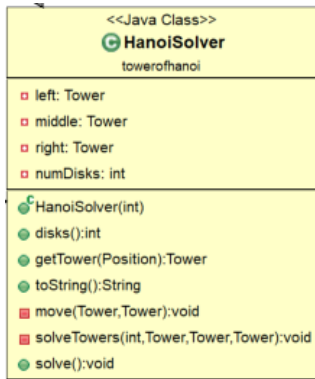 <<Java Class>>
HanoiSolver
towerofhanoi
left: Tower
middle: Tower
right: Tower
numDisks: int
HanoiSolver(int)
disks():int
getTower(Position):Tower
toString():String
move(Tower,Tower):void
solveTowers(int,Tower,Tower,Tower):void
solve():void